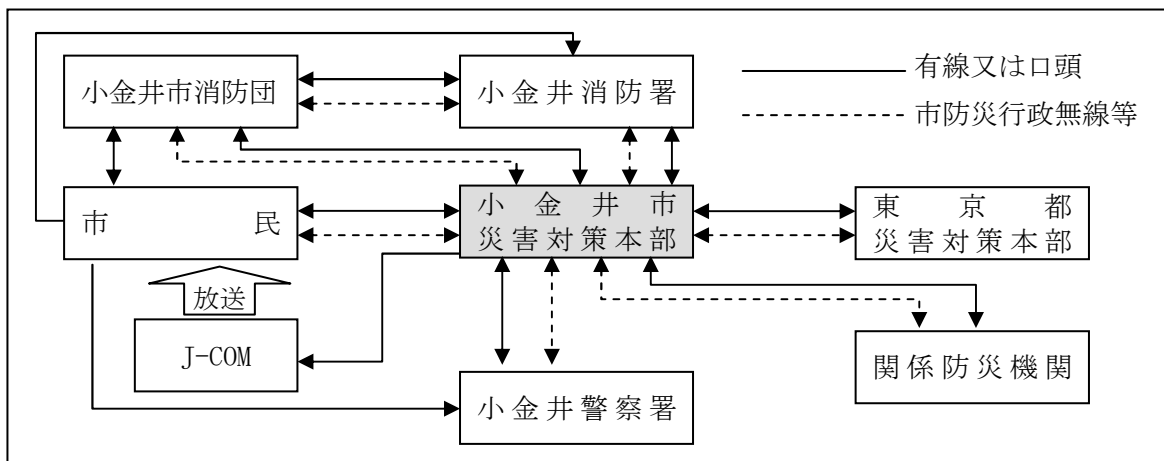 小金井市消防団
小金井消防署
有線又は口頭
市防災行政無線等
市民
小金井市
災害対策本部
東京都
災害対策本部
放送
J-COM
関係防災機関
小金井警察署